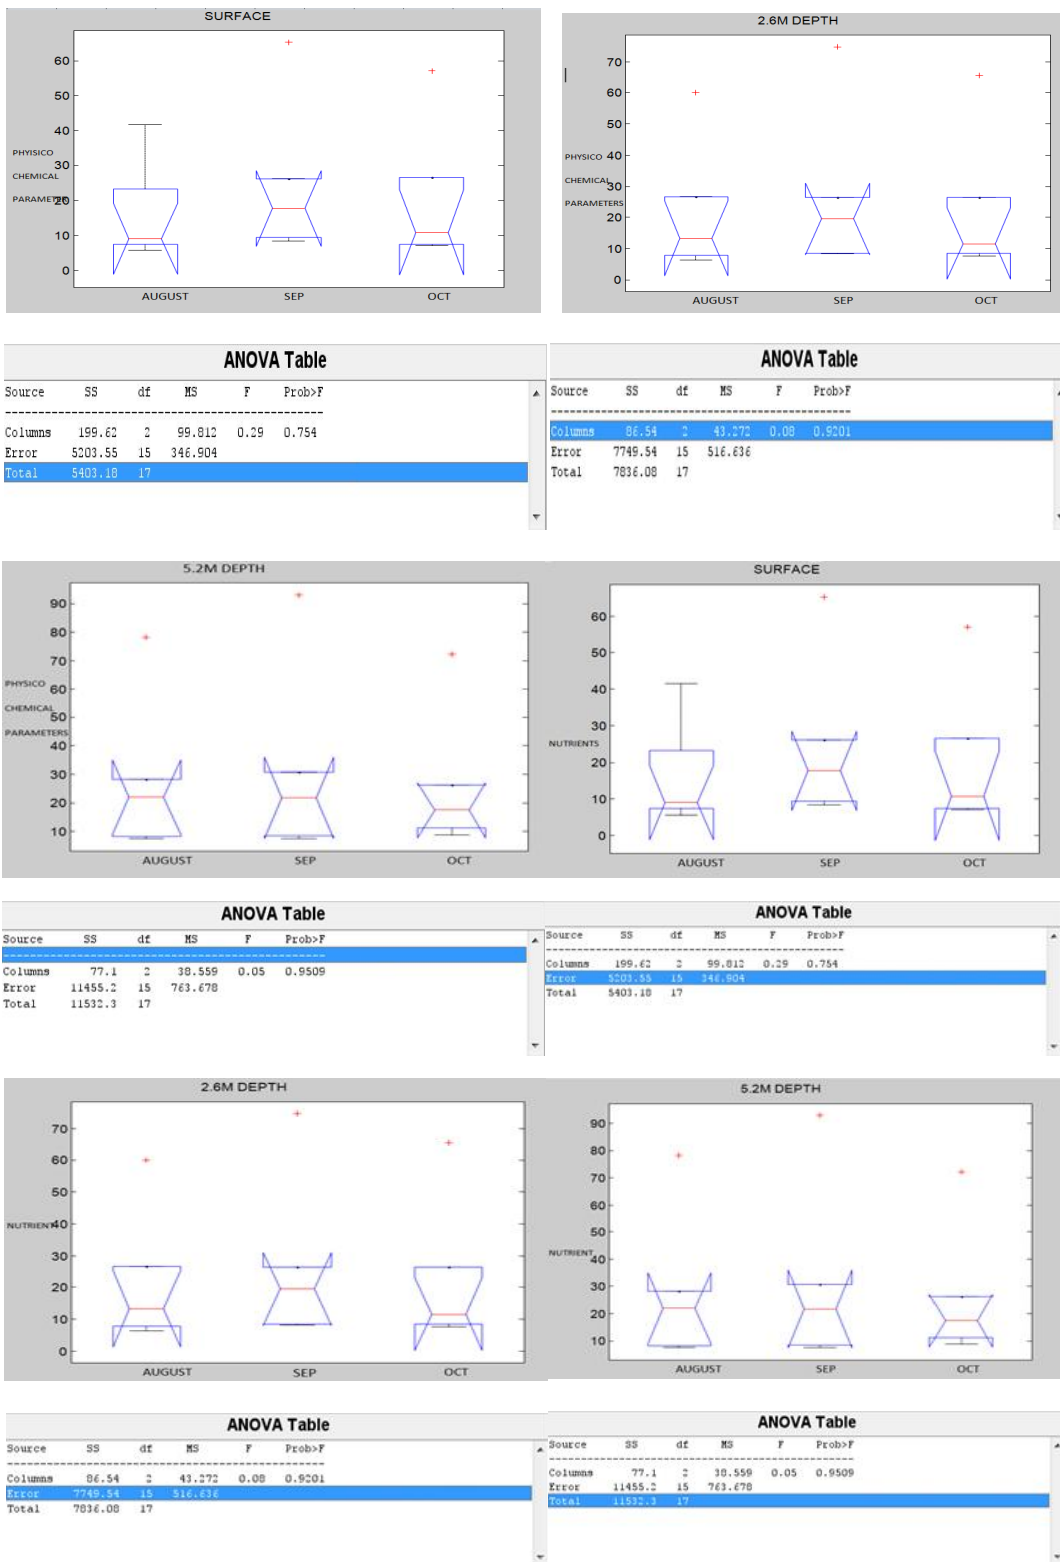 SURFACE
60
50
40
30
20
10
0
PHYISICO
CHEMICAL
PARAMETER
AUGUST SEP OCT
2.6M DEPTH
70
60
50
40
30
20
10
0
PHYSICO
CHEMICAL
PARAMETERS
AUGUST SEP OCT
ANOVA Table
Source SS df MS F Prob>F
Columns 199.62 2 99.812 0.29 0.754
Error 5203.55 15 346.904
Total 5403.18 17
ANOVA Table
Source SS df MS F Prob>F
Columns 86.54 2 43.272 0.08 0.9201
Error 7749.54 15 516.636
Total 7836.08 17
5.2M DEPTH
90
80
70
60
50
40
30
20
10
PHYSICO
CHEMICAL
PARAMETERS
AUGUST SEP OCT
SURFACE
60
50
40
30
20
10
0
NUTRIENTS
AUGUST SEP OCT
ANOVA Table
Source SS df MS F Prob>F
Columns 77.1 2 38.559 0.05 0.9509
Error 11455.2 15 763.678
Total 11532.3 17
ANOVA Table
Source SS df MS F Prob>F
Columns 199.62 2 99.812 0.29 0.754
Error 5203.55 15 346.904
Total 5403.18 17
2.6M DEPTH
70
60
50
40
30
20
10
0
NUTRIENT
AUGUST SEP OCT
5.2M DEPTH
90
80
70
60
50
40
30
20
10
NUTRIENT
AUGUST SEP OCT
ANOVA Table
Source SS df MS F Prob>F
Columns 86.54 2 43.272 0.08 0.9201
Error 7749.54 15 516.636
Total 7836.08 17
ANOVA Table
Source SS df MS F Prob>F
Columns 77.1 2 38.559 0.05 0.9509
Error 11455.2 15 763.678
Total 11532.3 17